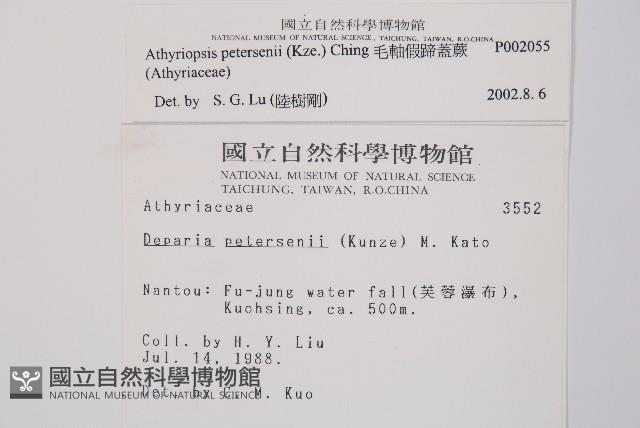 國立自然科學博物館
NATIONAL MUSEUM OF NATURAL SCIENCE, TAICHUNG, TAIWAN, R.O.CHINA
Athyriopsis petersenii (Kze.) Ching 毛軸假蹄蓋蕨 P002055
(Athyriaceae)
Det. by S. G. Lu (陸樹剛) 2002.8. 6
國立自然科學博物館
NATIONAL MUSEUM OF NATURAL SCIENCE
TAICHUNG, TAIWAN, R.O.CHINA
Athyriaceae 3552
Deparia petersenii (Kunze) M. Kato
Nantou: Fu-jung water fall(芙蓉瀑布),
Kuohsing, ca. 500m.
Coll. by H. Y. Liu
Jul. 14, 1988.
國立自然科學博物館
NATIONAL MUSEUM OF NATURAL SCIENCE
Det. by C. M. Kuo